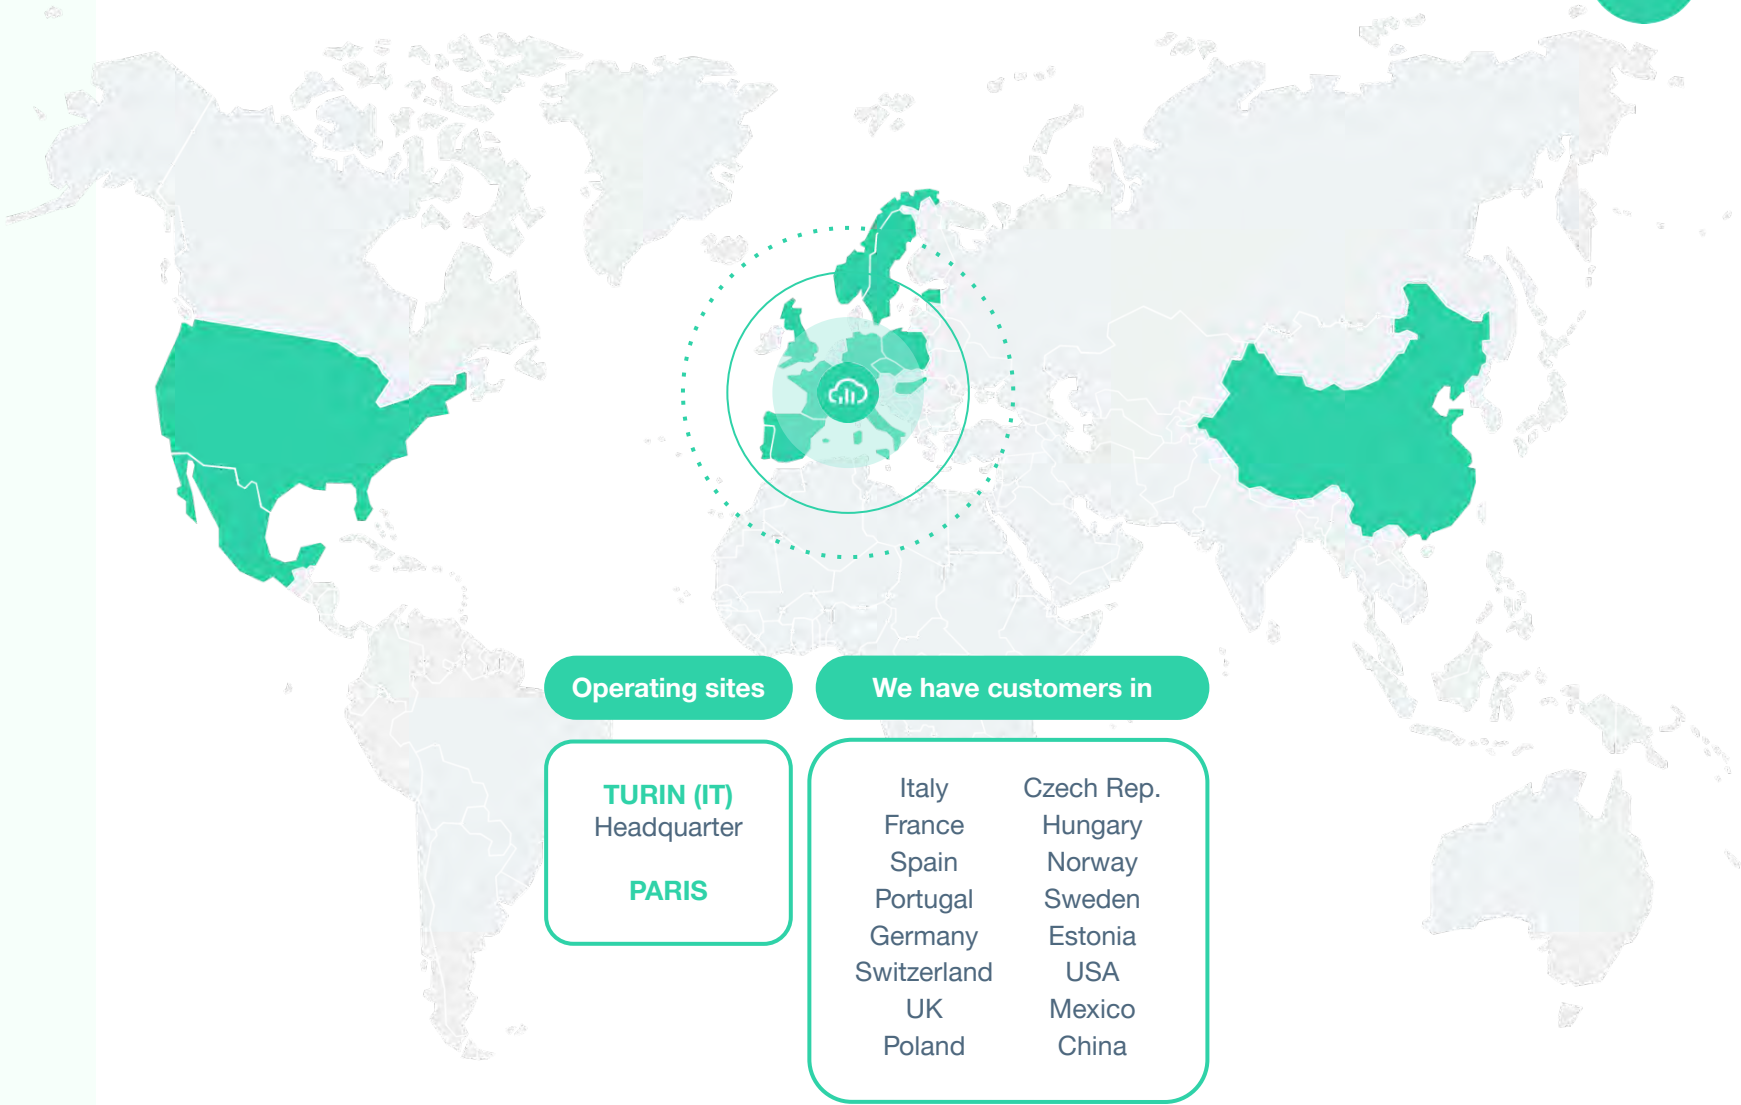 Operating sites
TURIN (IT)
Headquarter
PARIS
We have customers in
Italy
France
Spain
Portugal
Germany
Switzerland
UK
Poland
Czech Rep.
Hungary
Norway
Sweden
Estonia
USA
Mexico
China